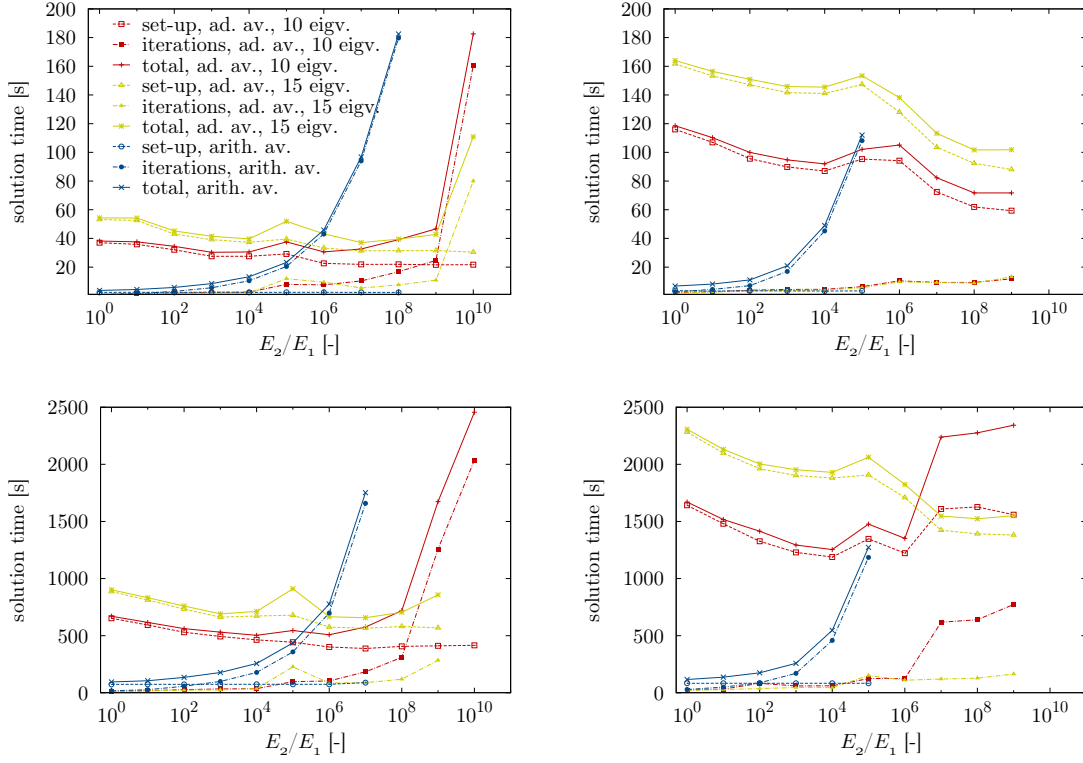 200
180
160
140
120
100
80
60
40
20
solution time [s]
set-up, ad. av., 10 eigv.
iterations, ad. av., 10 eigv.
total, ad. av., 10 eigv.
set-up, ad. av., 15 eigv.
iterations, ad. av., 15 eigv.
total, ad. av., 15 eigv.
set-up, arith. av.
iterations, arith. av.
total, arith. av.
10^0 10^2 10^4 10^6 10^8 10^10
E_2/E_1 [-]
200
180
160
140
120
100
80
60
40
20
solution time [s]
10^0 10^2 10^4 10^6 10^8 10^10
E_2/E_1 [-]
2500
2000
1500
1000
500
0
solution time [s]
10^0 10^2 10^4 10^6 10^8 10^10
E_2/E_1 [-]
2500
2000
1500
1000
500
0
solution time [s]
10^0 10^2 10^4 10^6 10^8 10^10
E_2/E_1 [-]